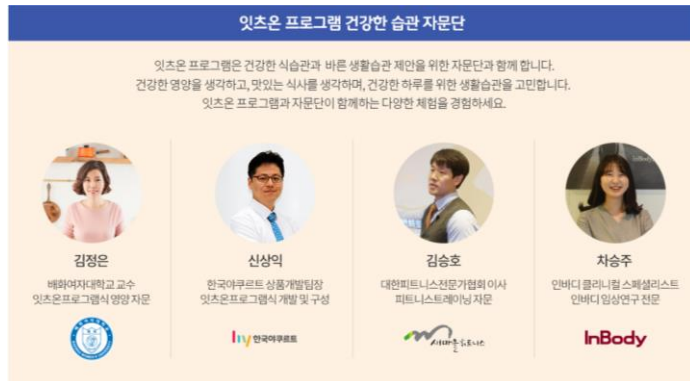 잇츠온 프로그램 건강한 습관 자문단
잇츠온 프로그램은 건강한 식습관과 바른 생활습관 제안을 위한 자문단과 함께 합니다.
건강한 영양을 생각하고, 맛있는 식사를 생각하며, 건강한 하루를 위한 생활습관을 고민합니다.
잇츠온 프로그램과 자문단이 함께하는 다양한 체험을 경험하세요.
김정은
배화여자대학교 교수
잇츠온프로그램식 영양 자문
신상익
한국야쿠르트 상품개발팀장
잇츠온프로그램식 개발 및 구성
hy 한국야쿠르트
김승호
대한피트니스전문가협회 이사
피트니스트레이닝 자문
새마을휘트니스
차승주
인바디 클리니컬 스페셜리스트
인바디 임상연구 전문
InBody